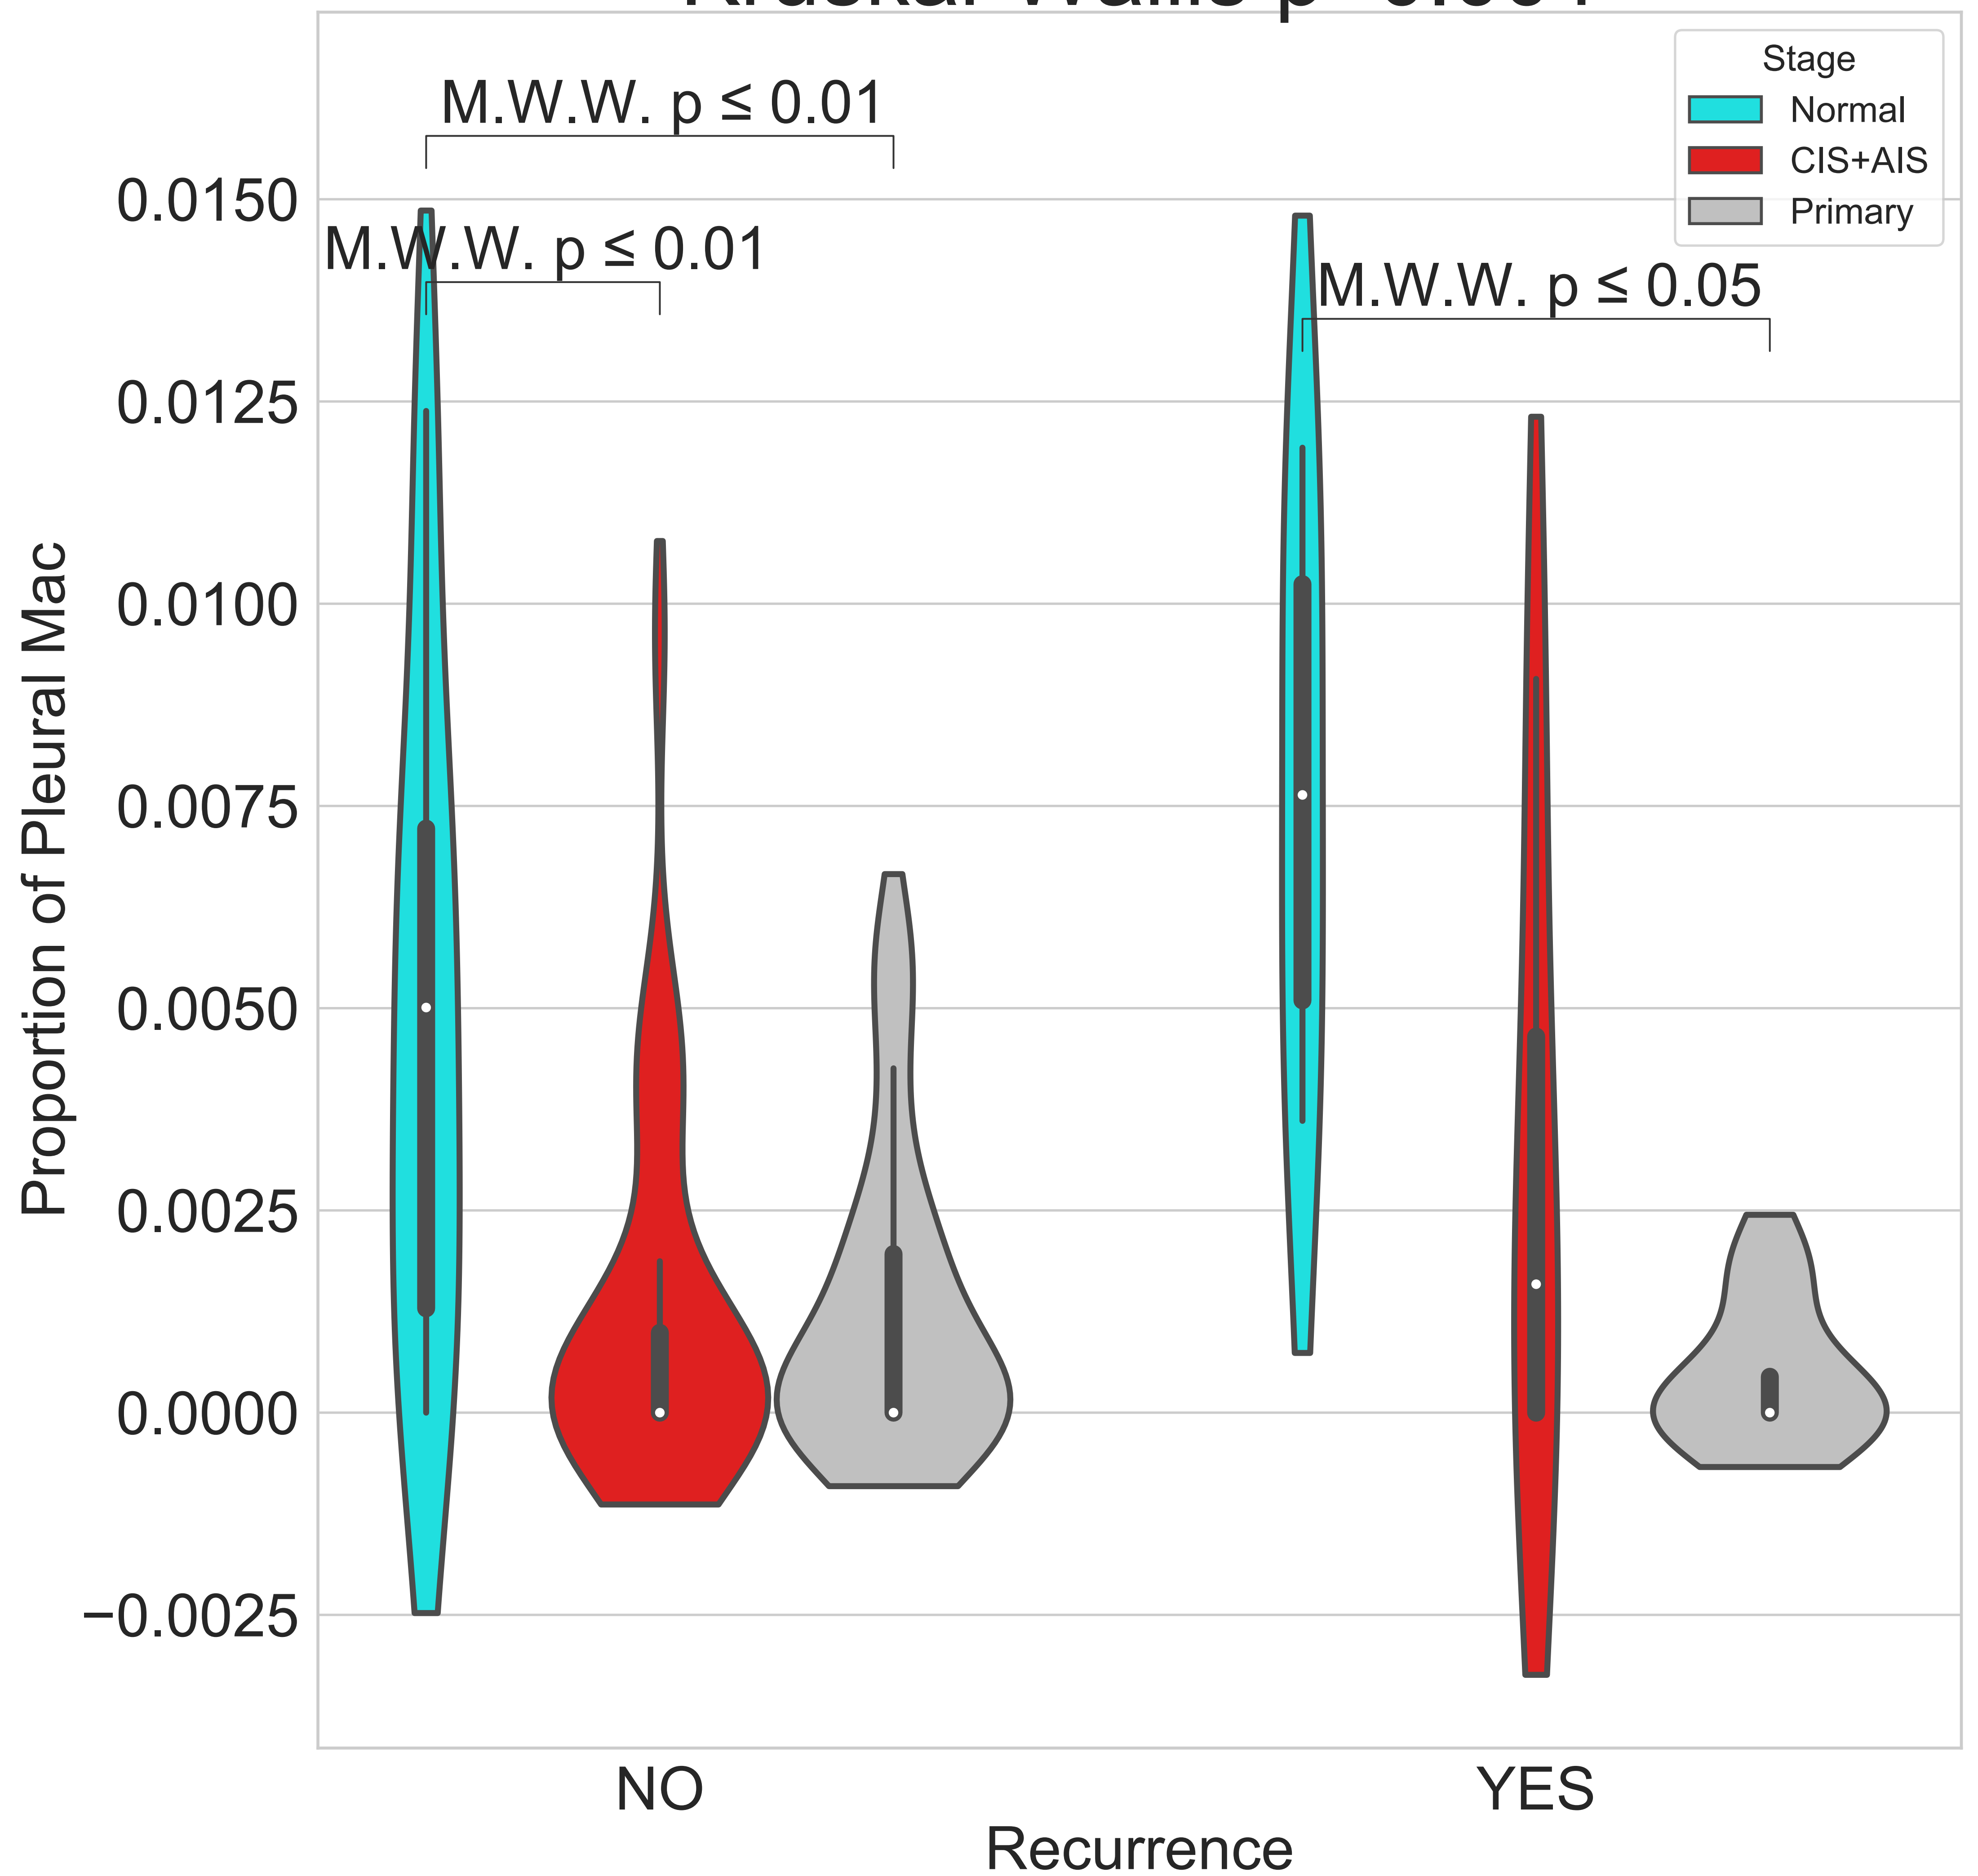 Stage
Normal
CIS+AIS
Primary
M.W.W. p ≤ 0.01
M.W.W. p ≤ 0.01
M.W.W. p ≤ 0.05
0.0150
0.0125
0.0100
0.0075
0.0050
0.0025
0.0000
−0.0025
Proportion of Pleural Mac
NO
YES
Recurrence